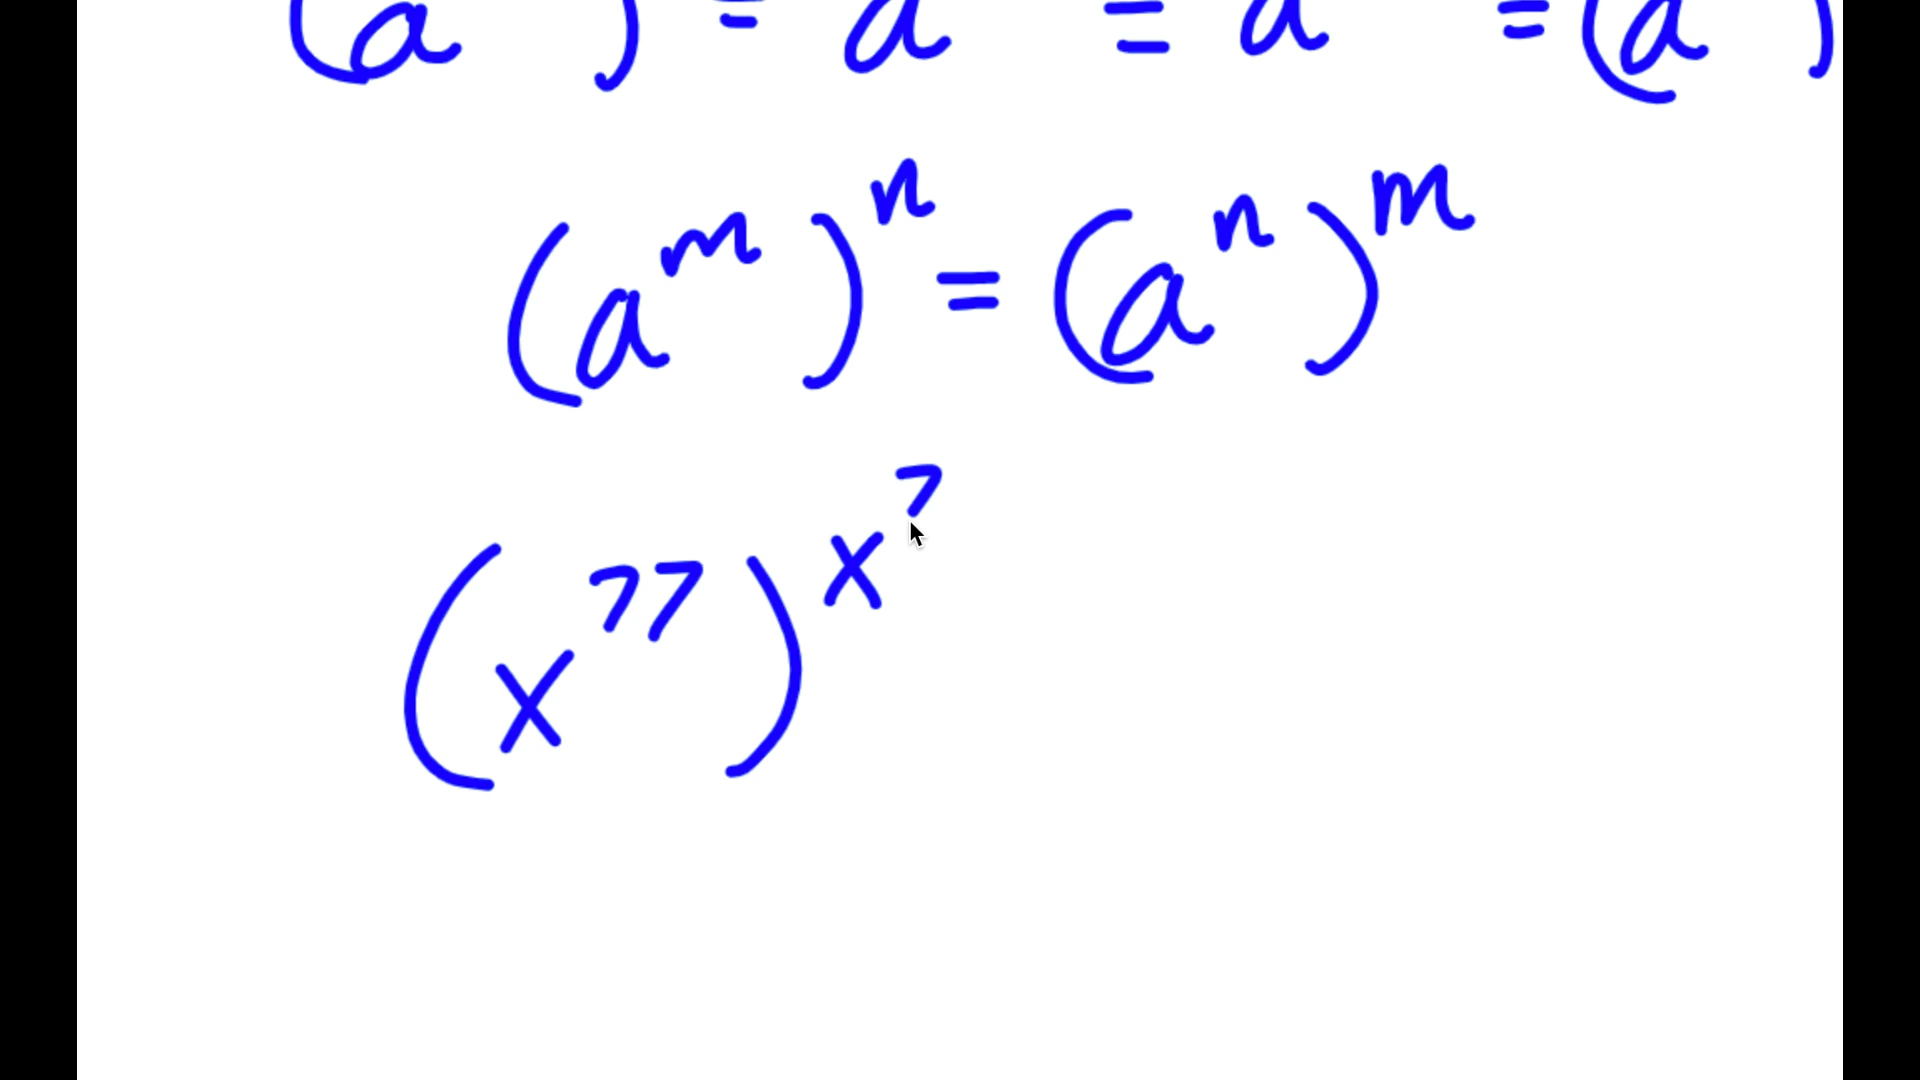 (a ) = a = a = (a )
(a^m)^n = (a^n)^m
(x^77)^x^7